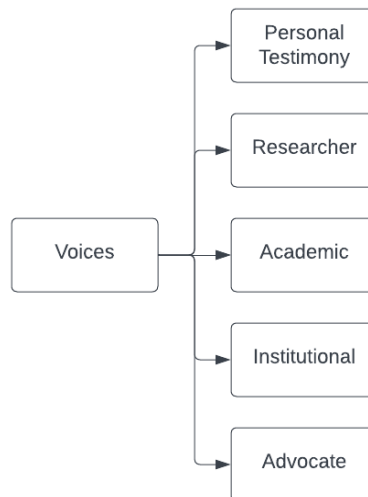 Personal
Testimony
Researcher
Voices
Academic
Institutional
Advocate